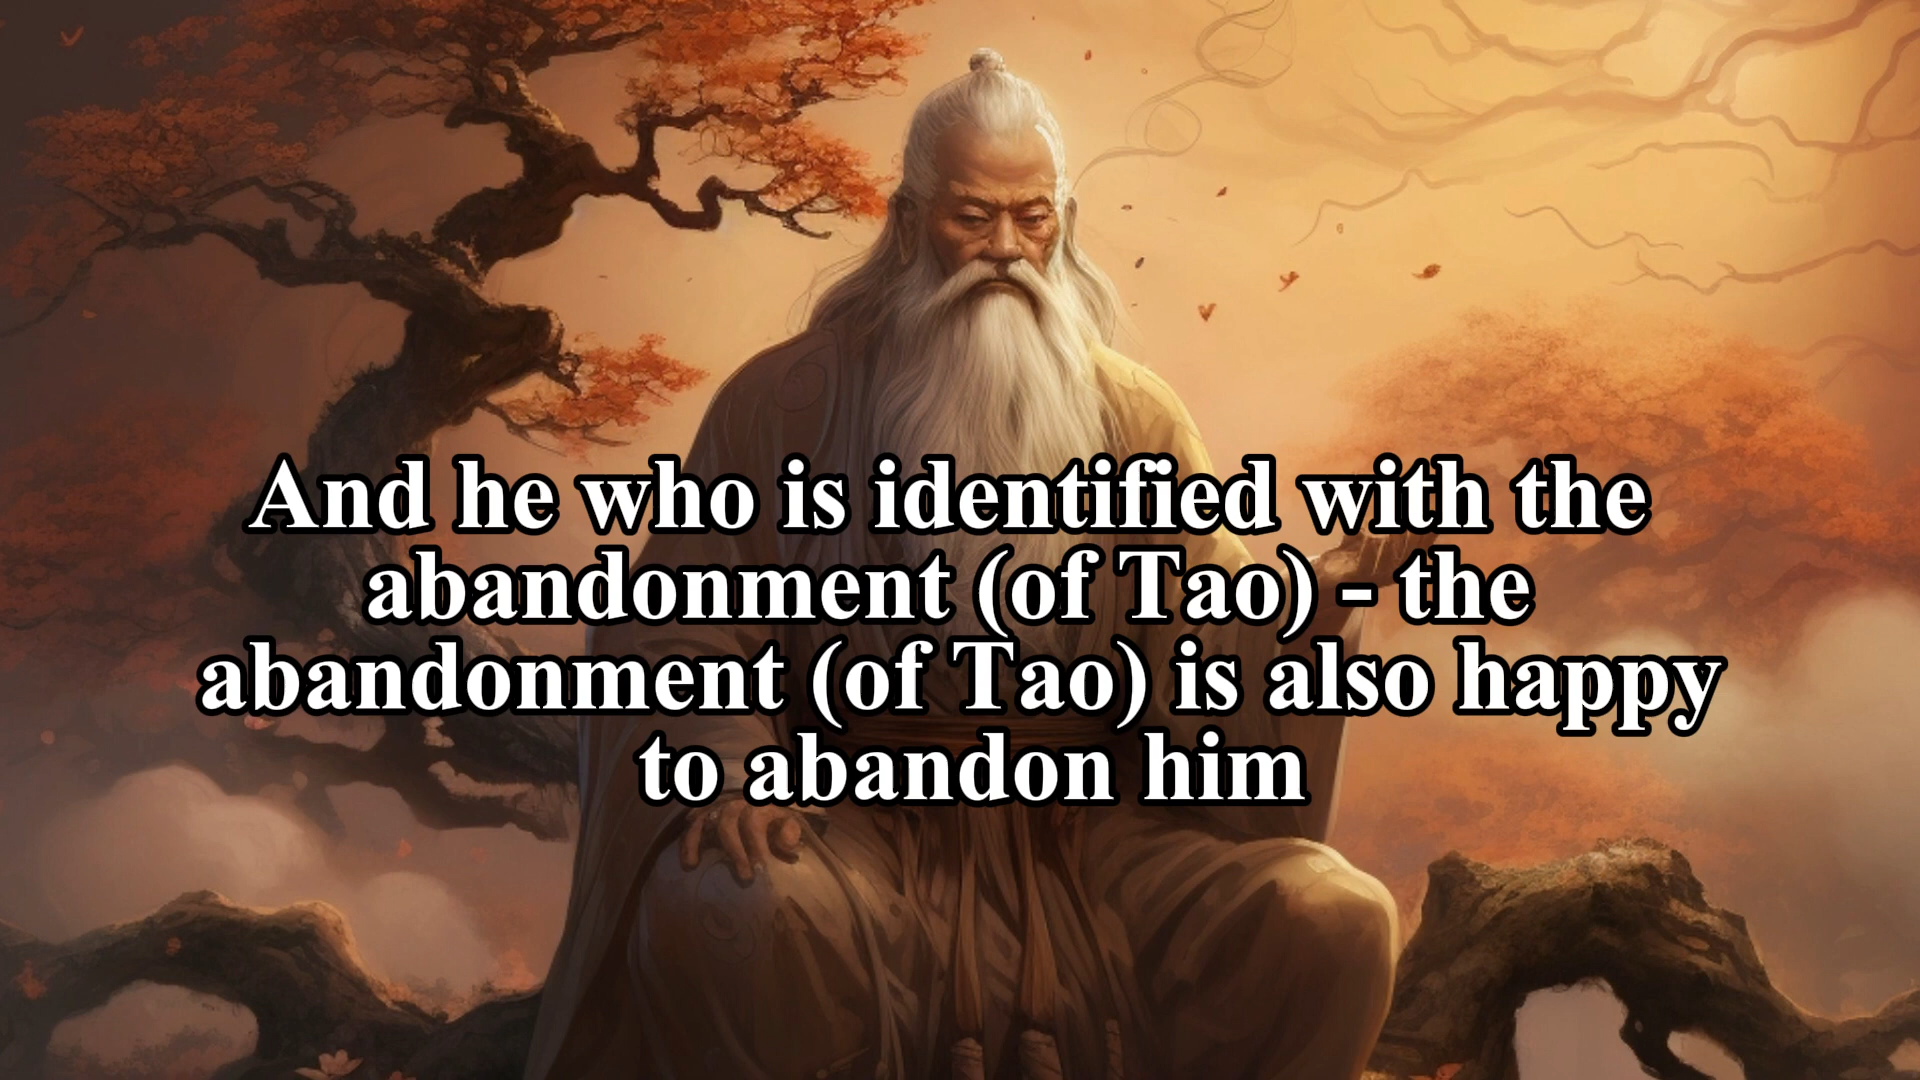 And he who is identified with the
abandonment (of Tao) - the
abandonment (of Tao) is also happy
to abandon him